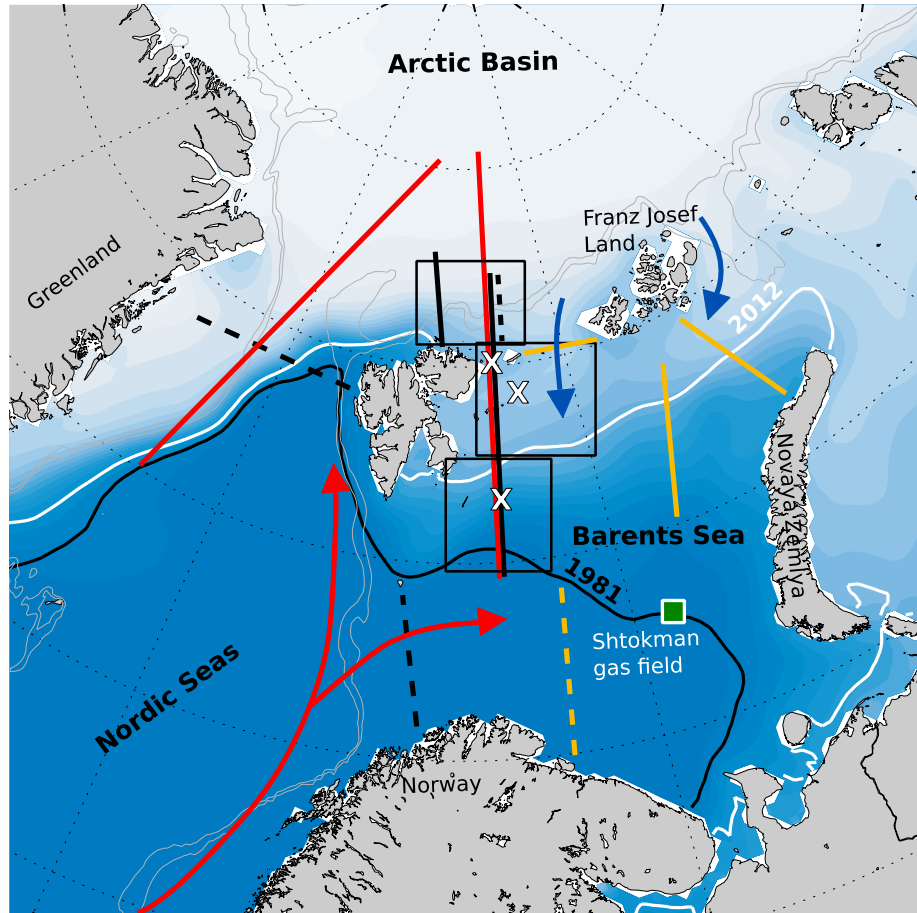 Arctic Basin
Franz Josef
Land
Greenland
2012
X
X
X
Novaya Zemlya
Barents Sea
1981
Shtokman
gas field
Nordic Seas
Norway